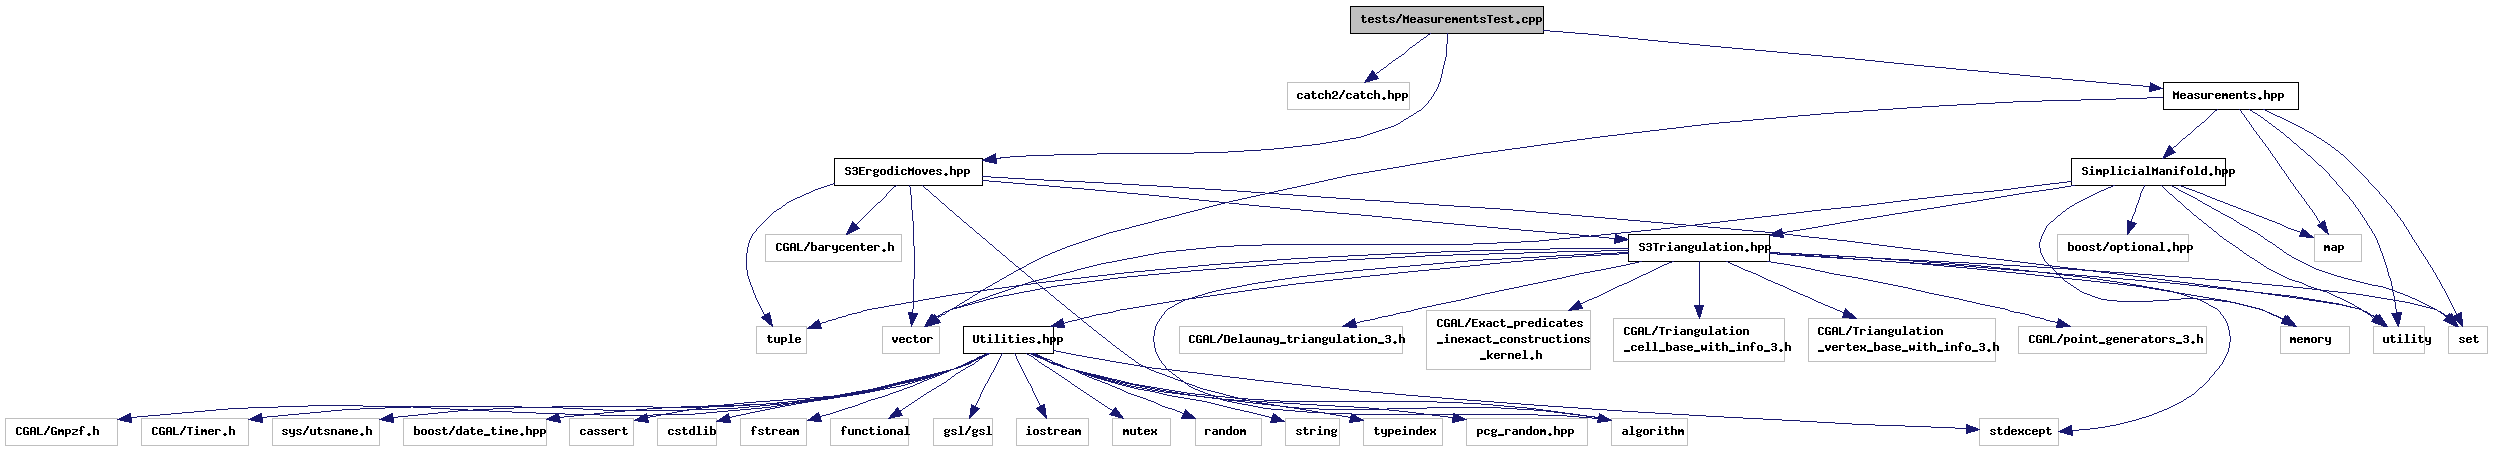 tests/MeasurementsTest.cpp
catch2/catch.hpp
Measurements.hpp
S3ErgodicMoves.hpp
SimplicialManifold.hpp
CGAL/barycenter.h
S3Triangulation.hpp
boost/optional.hpp
map
tuple
vector
Utilities.hpp
CGAL/Delaunay_triangulation_3.h
CGAL/Exact_predicates
_inexact_constructions
_kernel.h
CGAL/Triangulation
_cell_base_with_info_3.h
CGAL/Triangulation
_vertex_base_with_info_3.h
CGAL/point_generators_3.h
memory
utility
set
CGAL/Gmpzf.h
CGAL/Timer.h
sys/utsname.h
boost/date_time.hpp
cassert
cstdlib
fstream
functional
gsl/gsl
iostream
mutex
random
string
typeindex
pcg_random.hpp
algorithm
stdexcept